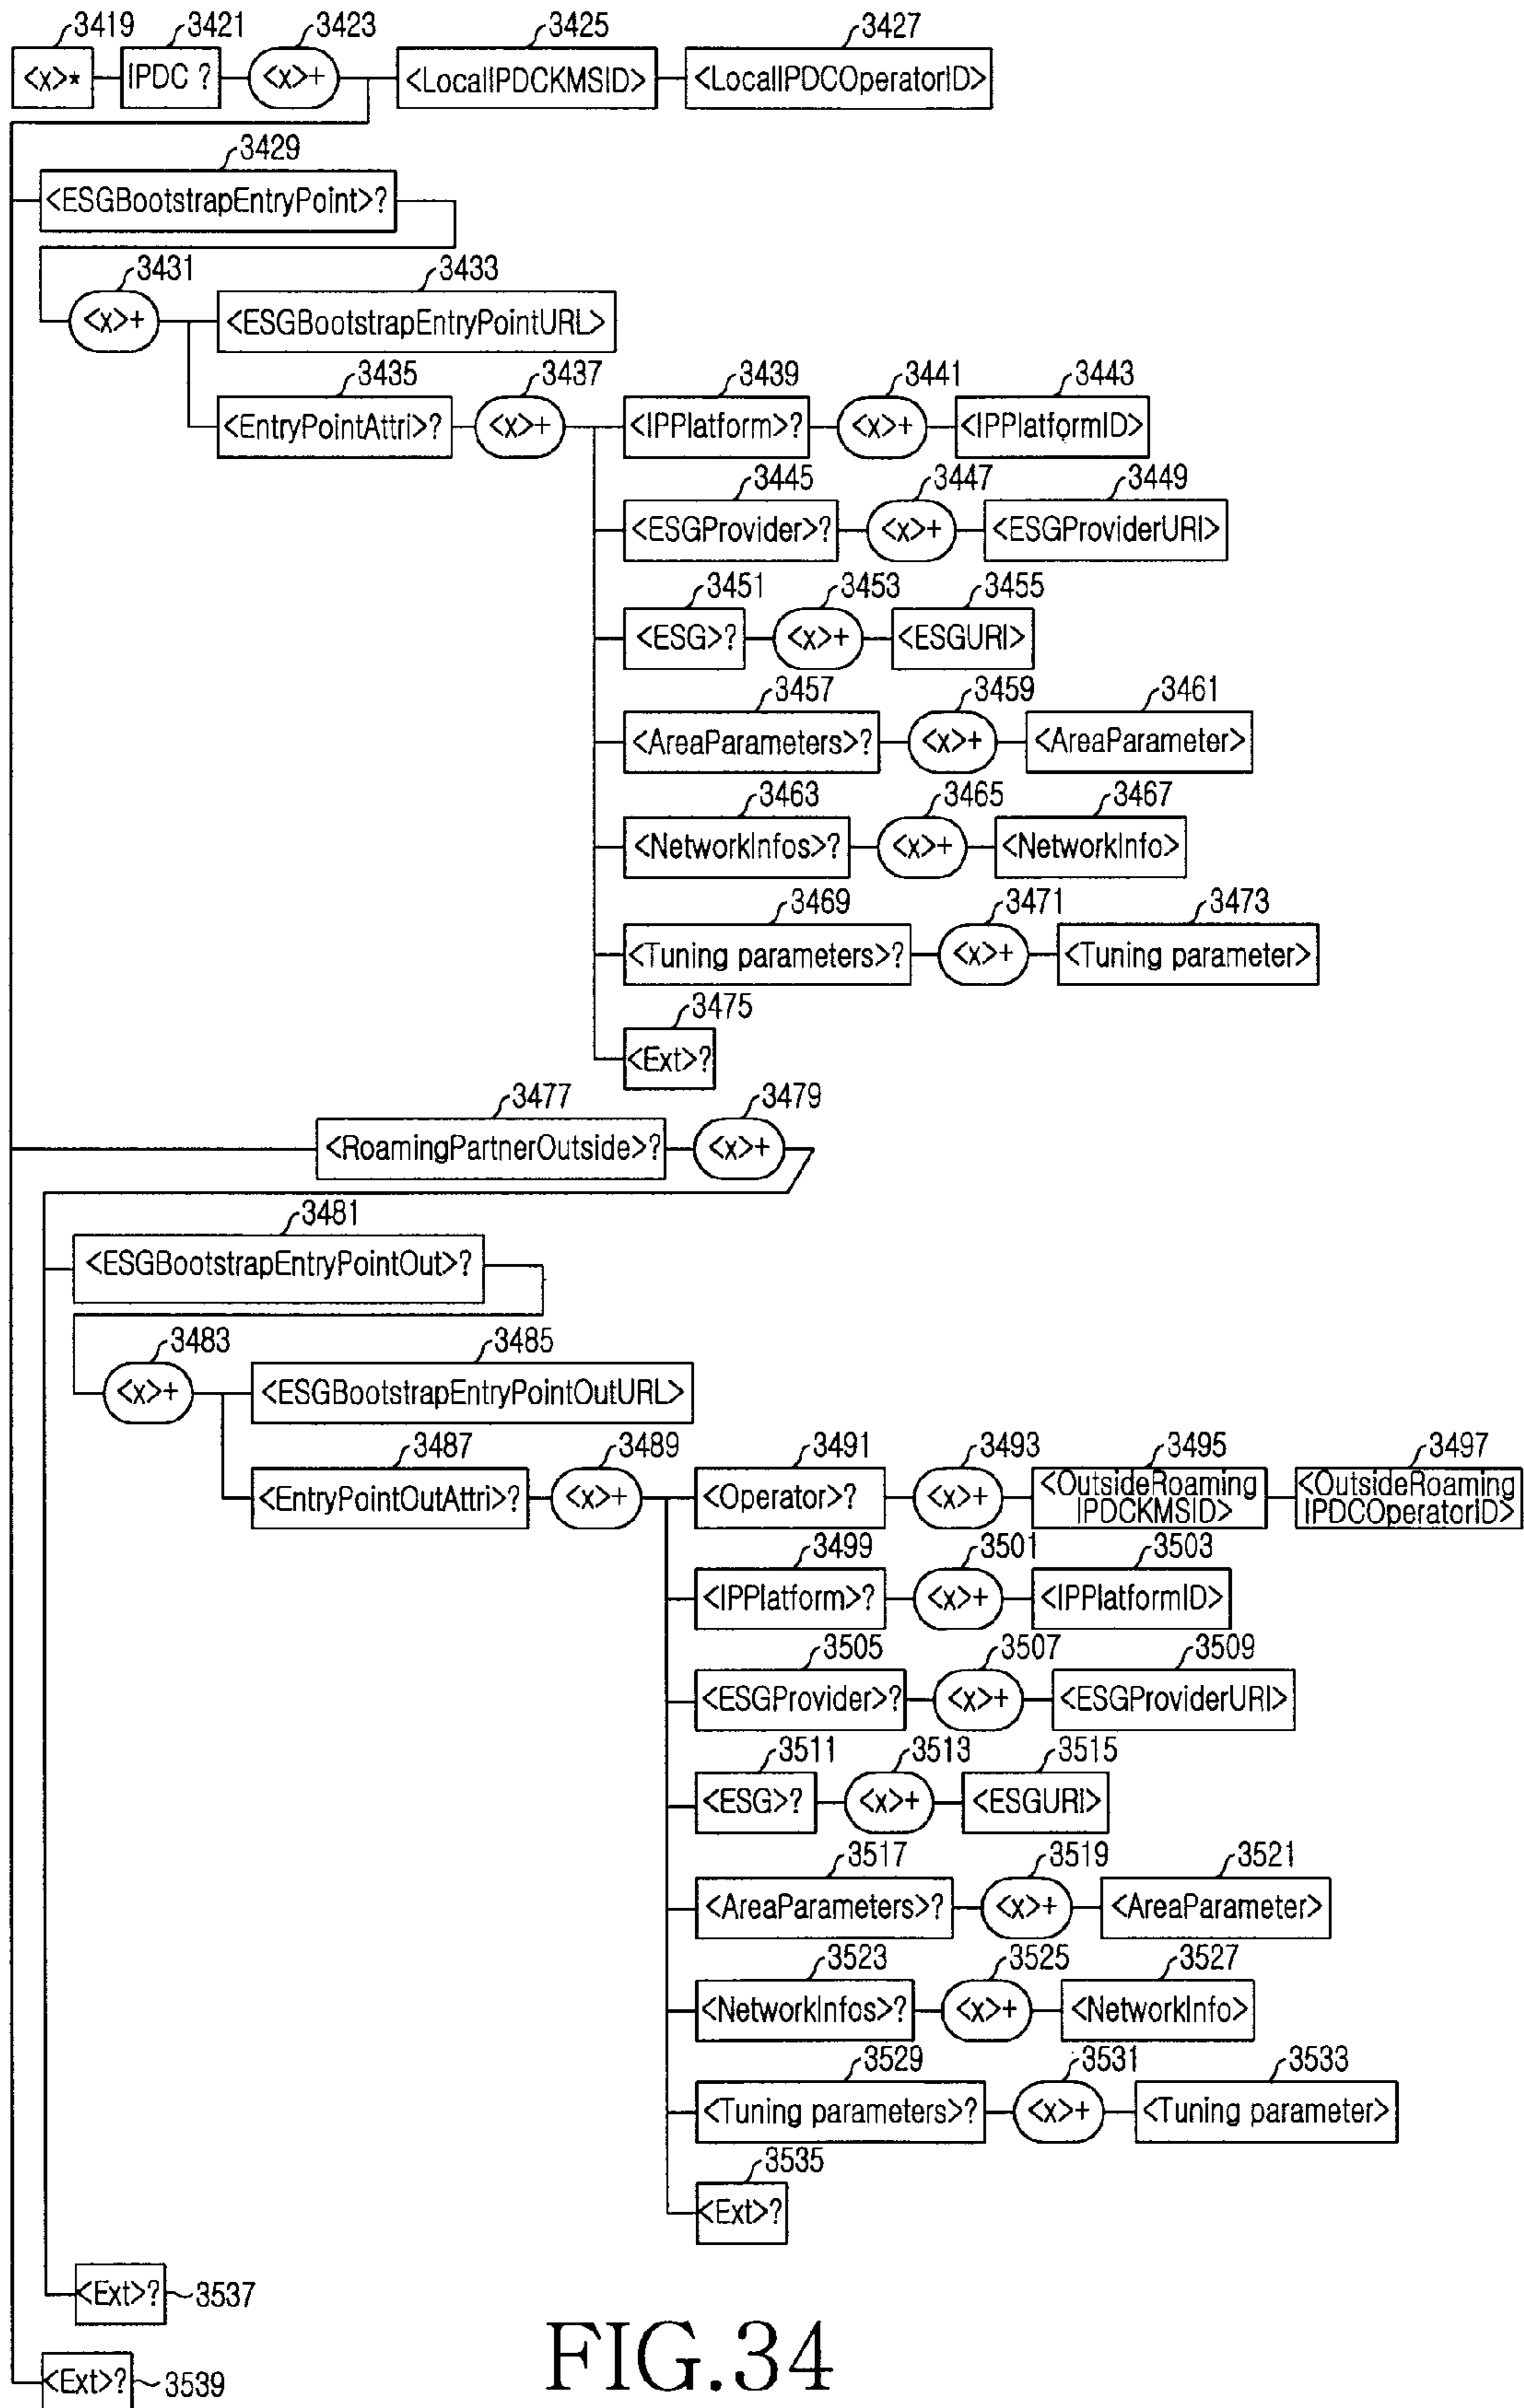 3419 3421 3423 3425 3427
<x>* IPDC ? <x>+ <LocalIPDCKMSID> <LocalIPDCOperatorID>
3429
<ESGBootstrapEntryPoint>?
3431 3433
<x>+ <ESGBootstrapEntryPointURL>
3435 3437 3439 3441 3443
<EntryPointAttri>? <x>+ <IPPlatform>? <x>+ <IPPlatformID>
3445 3447 3449
<ESGProvider>? <x>+ <ESGProviderURI>
3451 3453 3455
<ESG>? <x>+ <ESGURI>
3457 3459 3461
<AreaParameters>? <x>+ <AreaParameter>
3463 3465 3467
<NetworkInfos>? <x>+ <NetworkInfo>
3469 3471 3473
<Tuning parameters>? <x>+ <Tuning parameter>
3475
<Ext>?
3477 3479
<RoamingPartnerOutside>? <x>+
3481
<ESGBootstrapEntryPointOut>?
3483 3485
<x>+ <ESGBootstrapEntryPointOutURL>
3487 3489 3491 3493 3495 3497
<EntryPointOutAttri>? <x>+ <Operator>? <x>+ <OutsideRoaming IPDCKMSID> <OutsideRoaming IPDCOperatorID>
3499 3501 3503
<IPPlatform>? <x>+ <IPPlatformID>
3505 3507 3509
<ESGProvider>? <x>+ <ESGProviderURI>
3511 3513 3515
<ESG>? <x>+ <ESGURI>
3517 3519 3521
<AreaParameters>? <x>+ <AreaParameter>
3523 3525 3527
<NetworkInfos>? <x>+ <NetworkInfo>
3529 3531 3533
<Tuning parameters>? <x>+ <Tuning parameter>
3535
<Ext>?
<Ext>? 3537
<Ext>? 3539
FIG.34